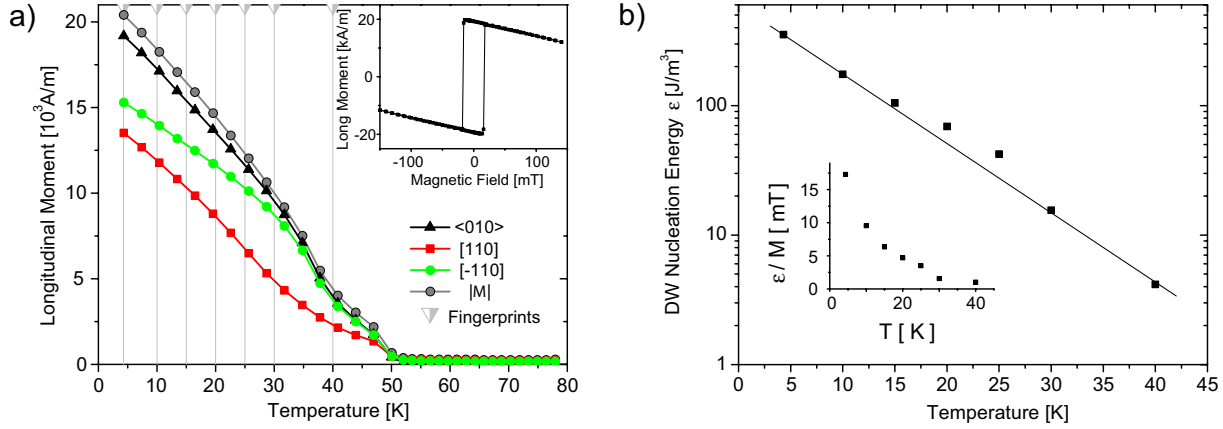 a)
Longitudinal Moment [10³A/m]
20
15
10
5
0
0 10 20 30 40 50 60 70 80
Temperature [K]
Long Moment [kA/m]
20
0
-20
-100 0 100
Magnetic Field [mT]
<010>
[110]
[-110]
|M|
Fingerprints
b)
DW Nucleation Energy ε [J/m³]
100
10
1
0 5 10 15 20 25 30 35 40 45
Temperature [K]
ε / M [ mT]
15
10
5
0
0 20 40
T [ K ]